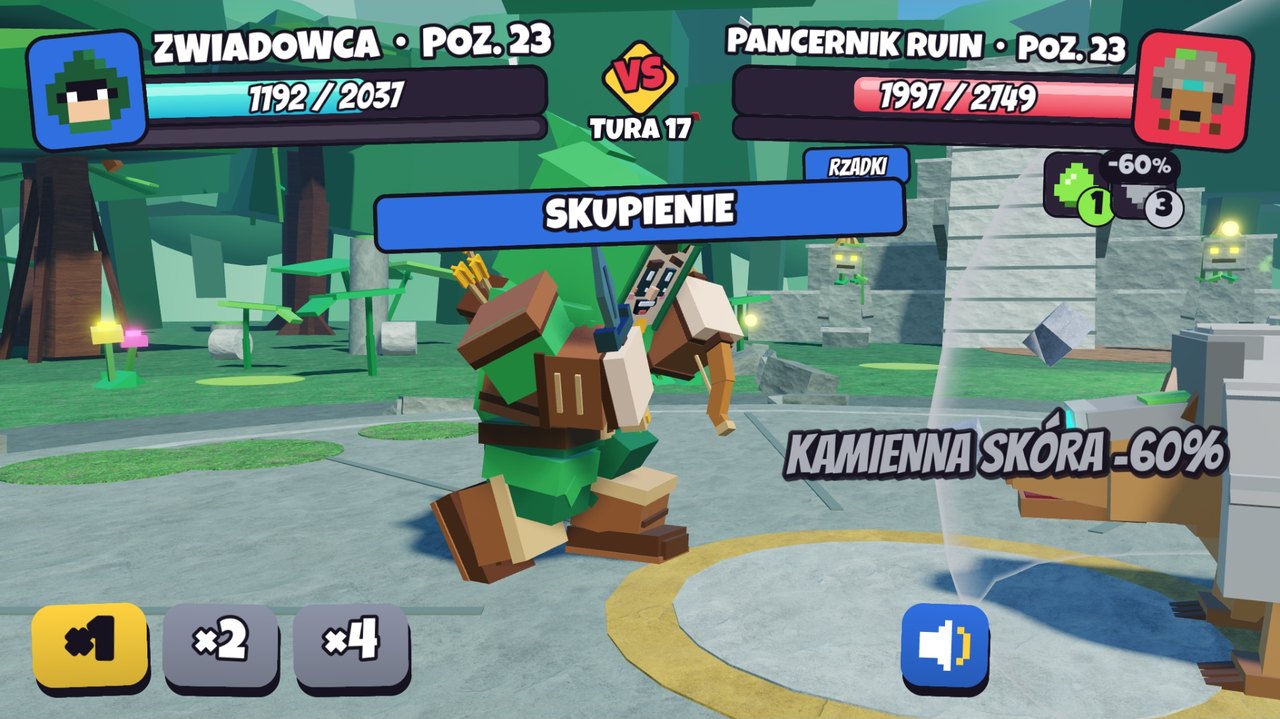 ZWIADOWCA • POZ. 23
1192 / 2037
VS
TURA 17
PANCERNIK RUIN • POZ. 23
1997 / 2749
RZADKI
SKUPIENIE
-60%
1
3
KAMIENNA SKÓRA -60%
×1
×2
×4